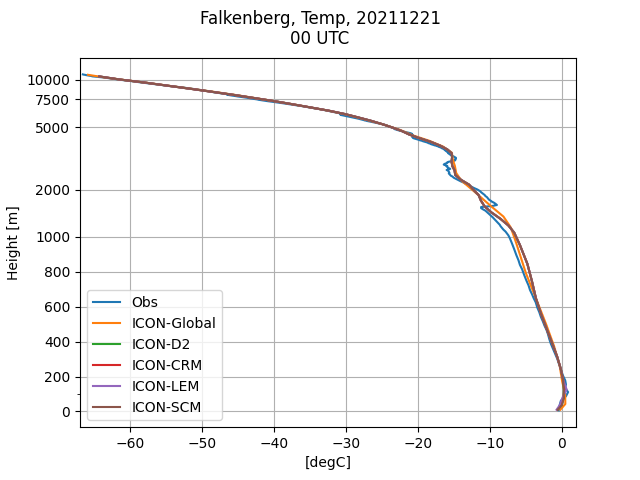 Falkenberg, Temp, 20211221
00 UTC
Height [m]
10000
7500
5000
2000
1000
800
600
400
200
0
Obs
ICON-Global
ICON-D2
ICON-CRM
ICON-LEM
ICON-SCM
−60 −50 −40 −30 −20 −10 0
[degC]